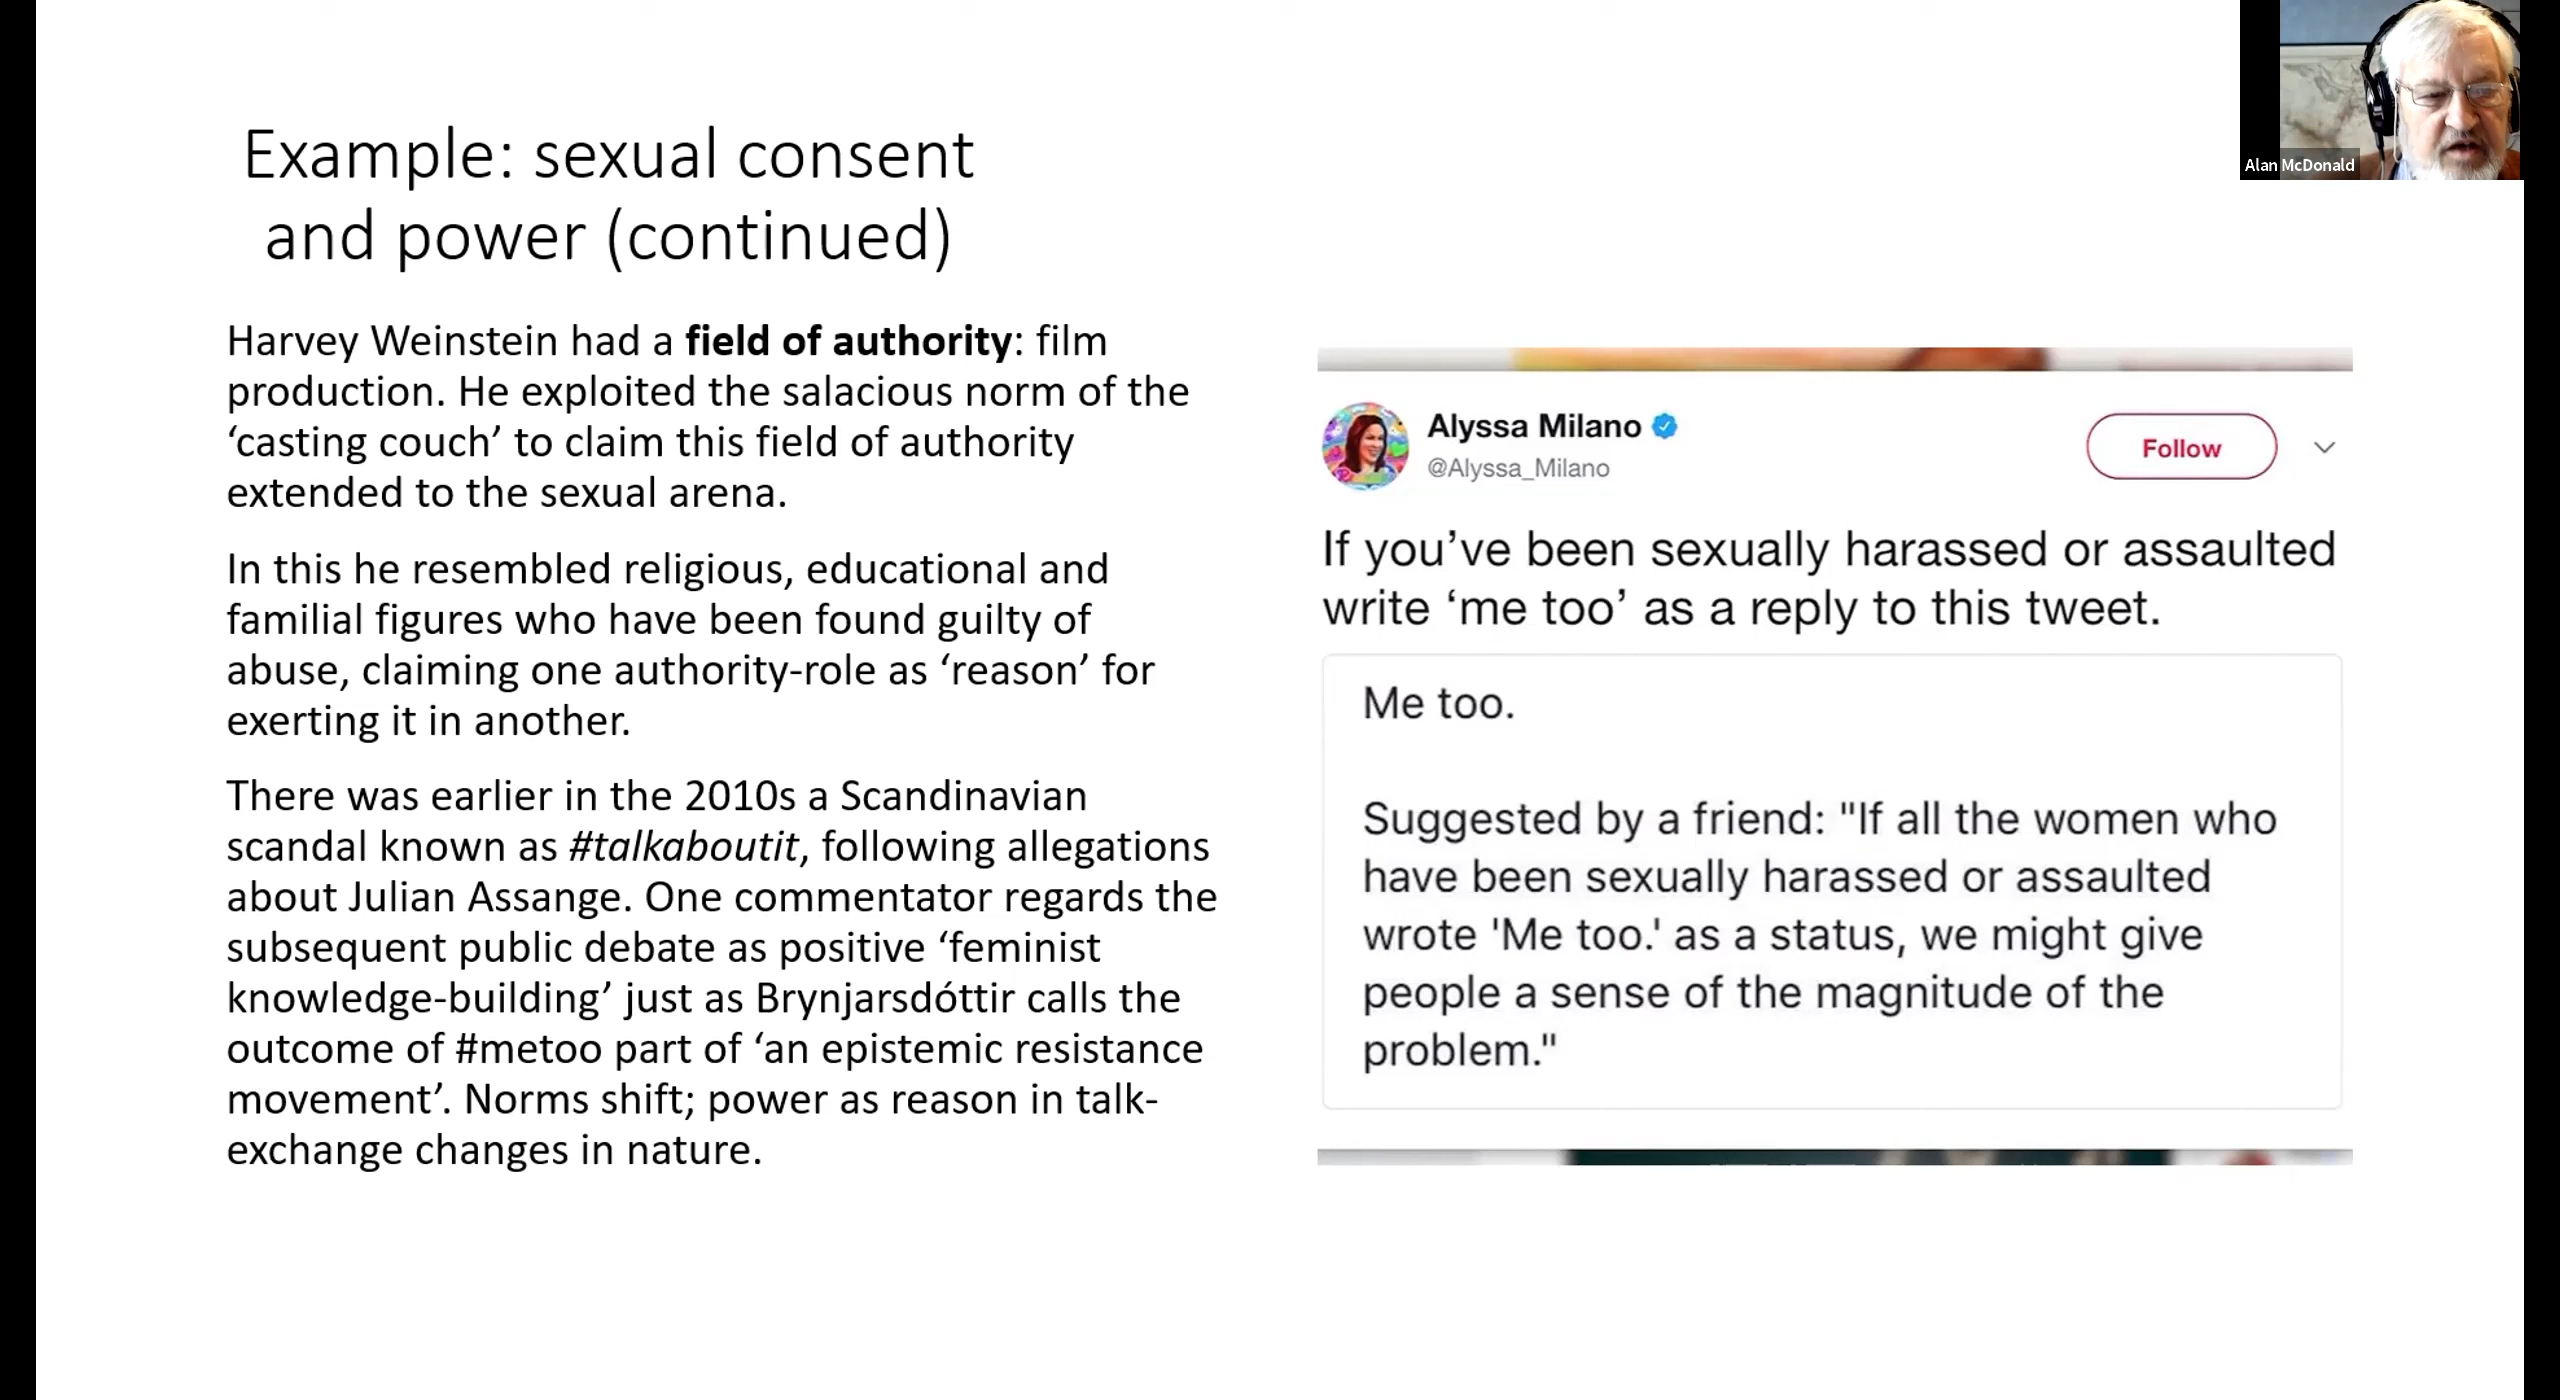 Example: sexual consent
and power (continued)
Harvey Weinstein had a field of authority: film
production. He exploited the salacious norm of the
‘casting couch’ to claim this field of authority
extended to the sexual arena.
In this he resembled religious, educational and
familial figures who have been found guilty of
abuse, claiming one authority-role as ‘reason’ for
exerting it in another.
There was earlier in the 2010s a Scandinavian
scandal known as #talkaboutit, following allegations
about Julian Assange. One commentator regards the
subsequent public debate as positive ‘feminist
knowledge-building’ just as Brynjarsdóttir calls the
outcome of #metoo part of ‘an epistemic resistance
movement’. Norms shift; power as reason in talk-
exchange changes in nature.
Alyssa Milano
@Alyssa_Milano
Follow
If you’ve been sexually harassed or assaulted
write ‘me too’ as a reply to this tweet.
Me too.
Suggested by a friend: "If all the women who
have been sexually harassed or assaulted
wrote 'Me too.' as a status, we might give
people a sense of the magnitude of the
problem."
Alan McDonald